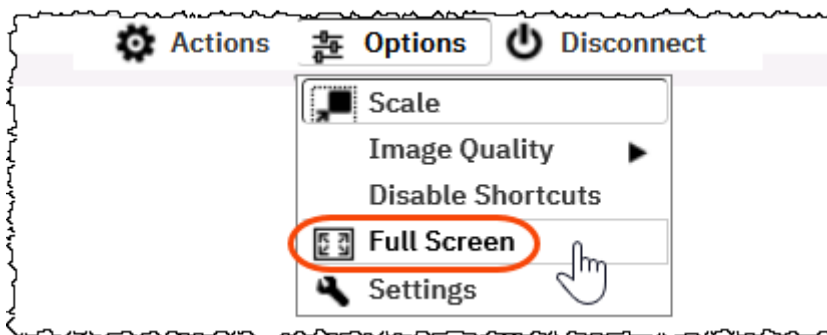 Actions Options Disconnect
Scale
Image Quality
Disable Shortcuts
Full Screen
Settings